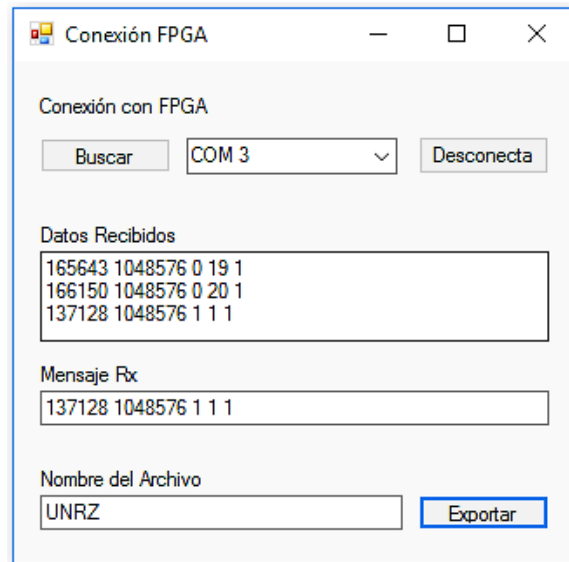 Conexión FPGA
Conexión con FPGA
Buscar COM 3 Desconecta
Datos Recibidos
165643 1048576 0 19 1
166150 1048576 0 20 1
137128 1048576 1 1 1
Mensaje Rx
137128 1048576 1 1 1
Nombre del Archivo
UNRZ Exportar